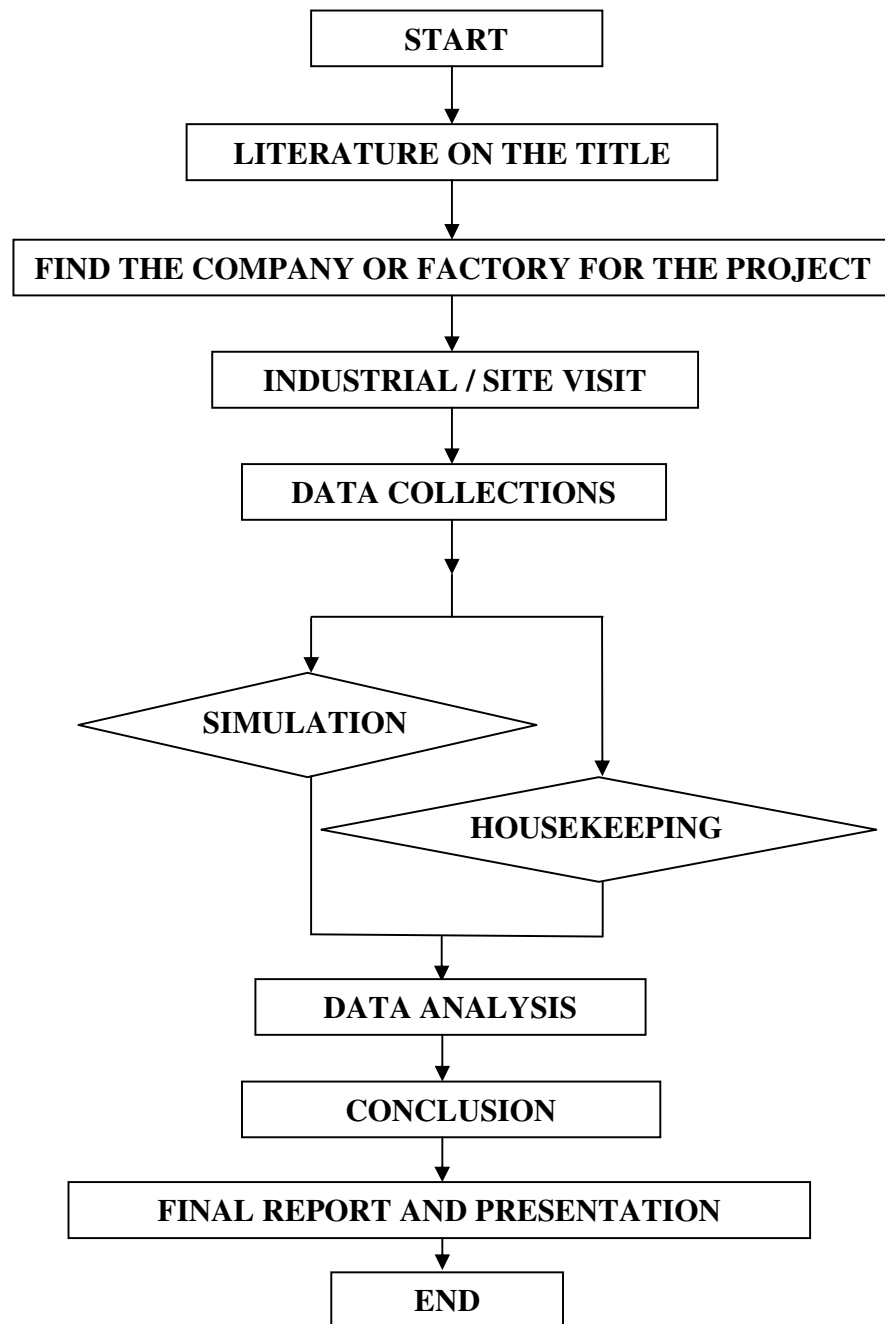 START
LITERATURE ON THE TITLE
FIND THE COMPANY OR FACTORY FOR THE PROJECT
INDUSTRIAL / SITE VISIT
DATA COLLECTIONS
SIMULATION
HOUSEKEEPING
DATA ANALYSIS
CONCLUSION
FINAL REPORT AND PRESENTATION
END